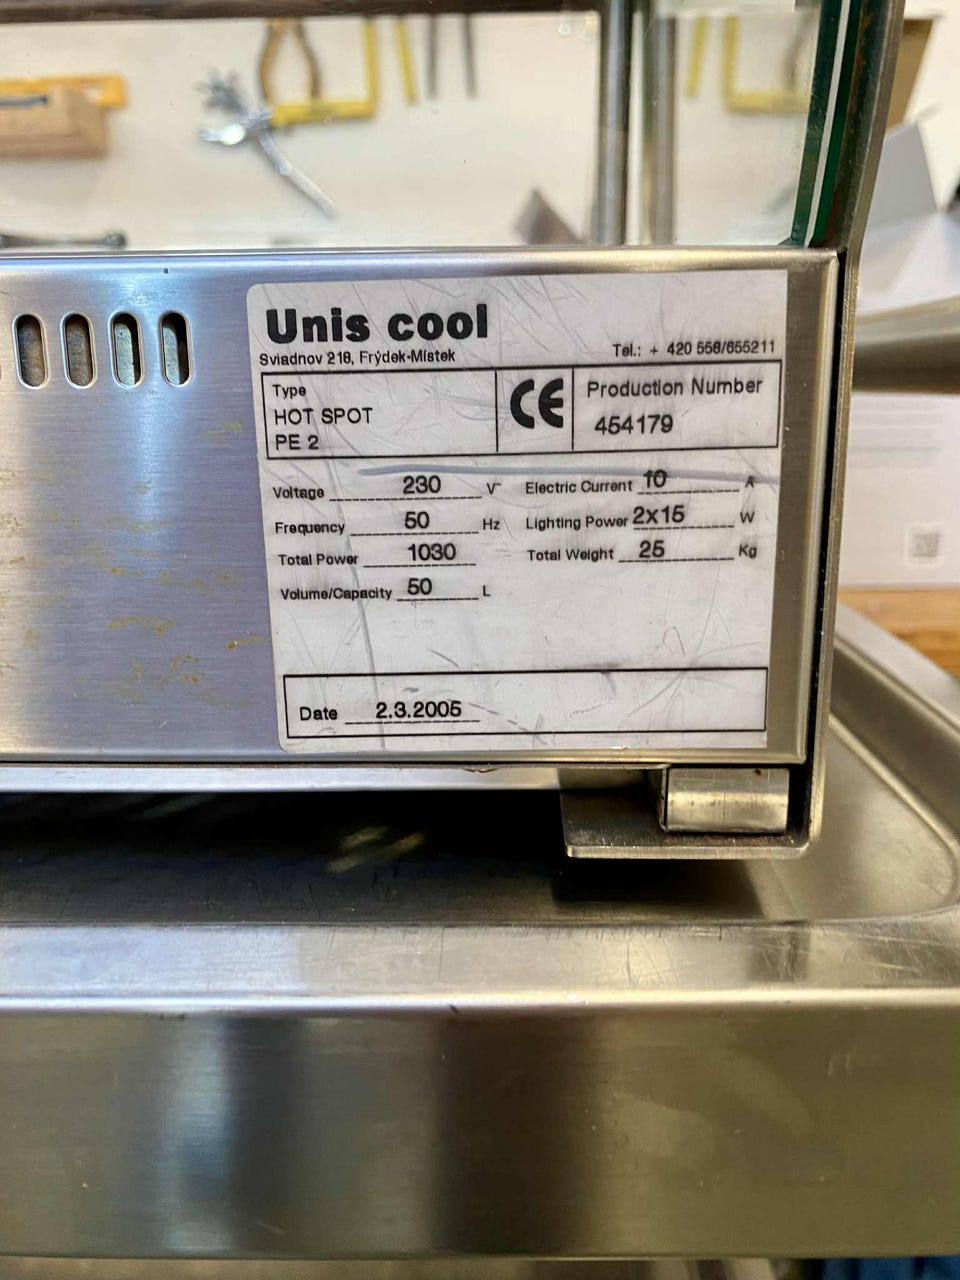 Unis cool
Sviadnov 218, Frýdek-Místek
Tel.: + 420 558/655211
Type
HOT SPOT
PE 2
CE
Production Number
454179
Voltage 230 V~
Electric Current 10 A
Frequency 50 Hz
Lighting Power 2x15 W
Total Power 1030
Total Weight 25 Kg
Volume/Capacity 50 L
Date 2.3.2005